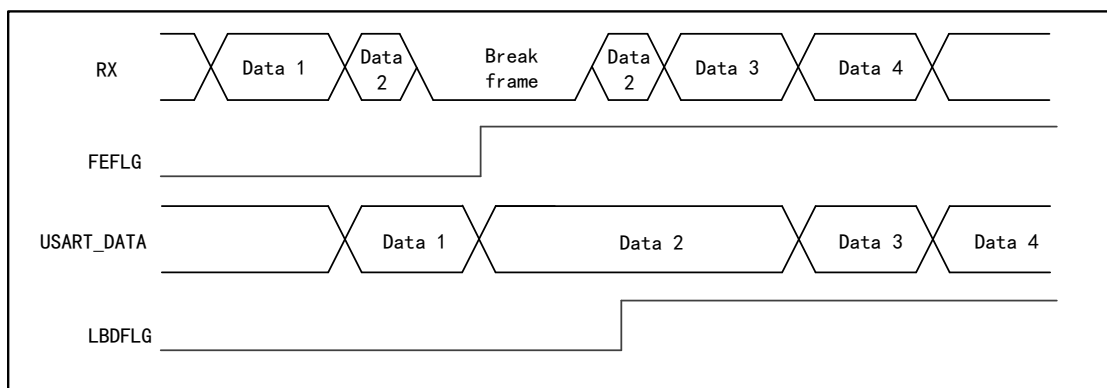 RX
Data 1
Data
2
Break
frame
Data
2
Data 3
Data 4
FEFLG
USART_DATA
Data 1
Data 2
Data 3
Data 4
LBDFLG